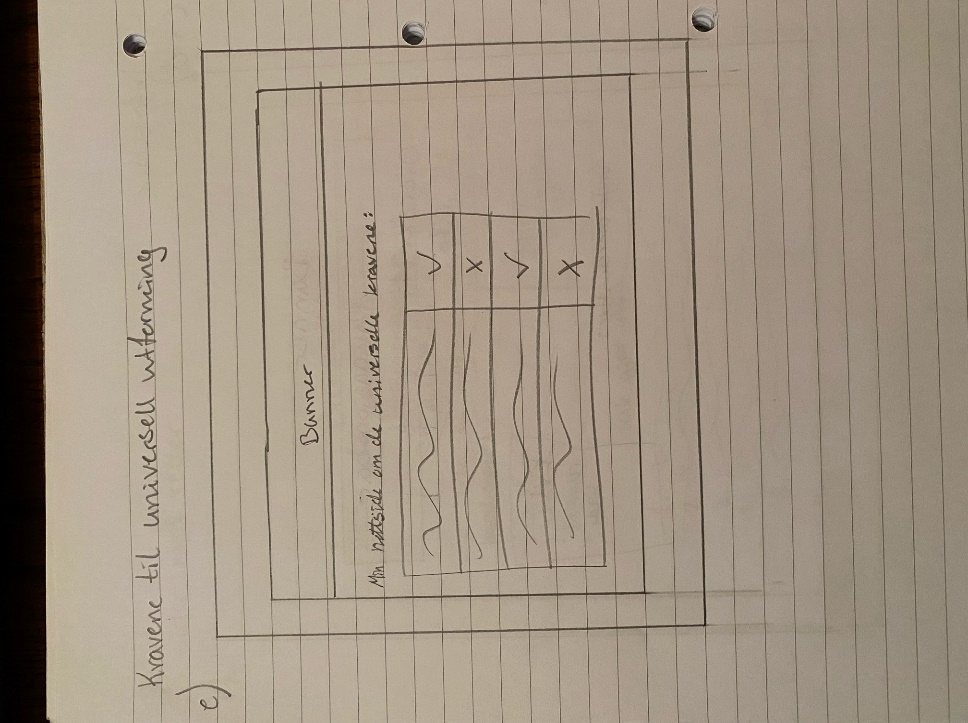 Kravene til universell utforming
e)
Banner
Min nettside om de universelle kravene:
✓
x
✓
x